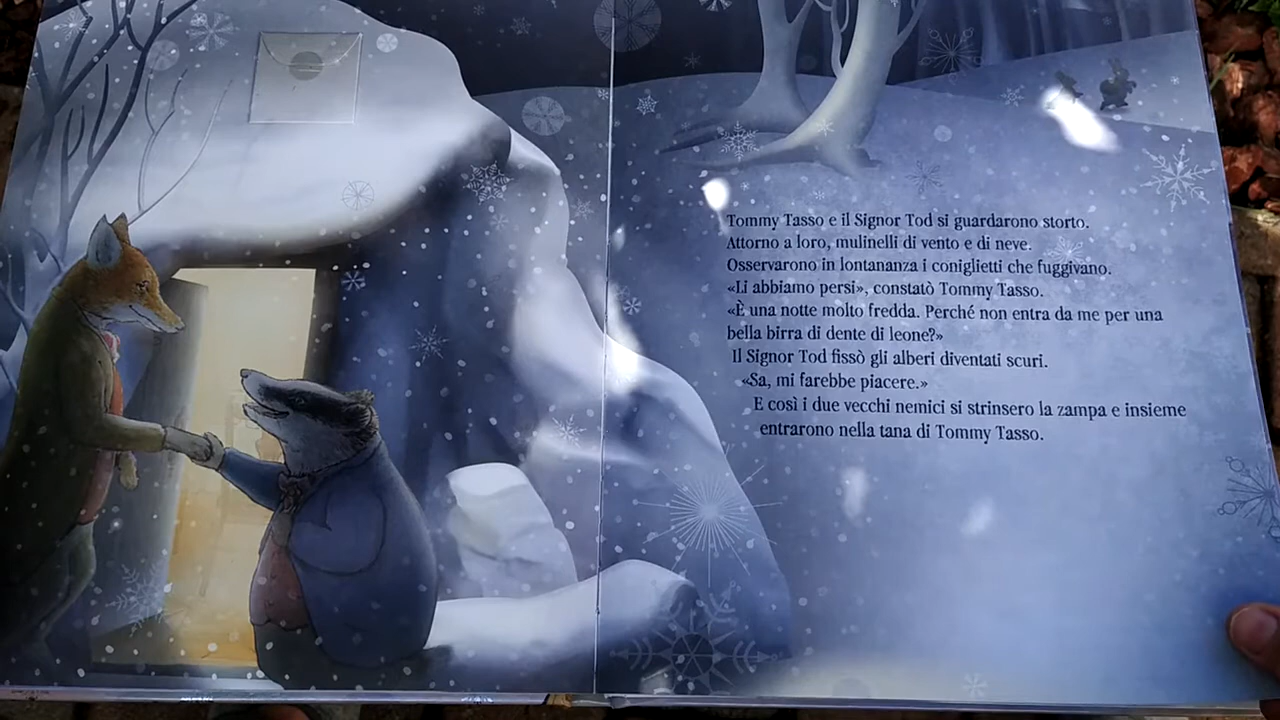 Tommy Tasso e il Signor Tod si guardarono storto.
Attorno a loro, mulinelli di vento e di neve.
Osservarono in lontananza i coniglietti che fuggivano.
«Li abbiamo persi», constatò Tommy Tasso.
«È una notte molto fredda. Perché non entra da me per una
bella birra di dente di leone?»
Il Signor Tod fissò gli alberi diventati scuri.
«Sa, mi farebbe piacere.»
E così i due vecchi nemici si strinsero la zampa e insieme
entrarono nella tana di Tommy Tasso.